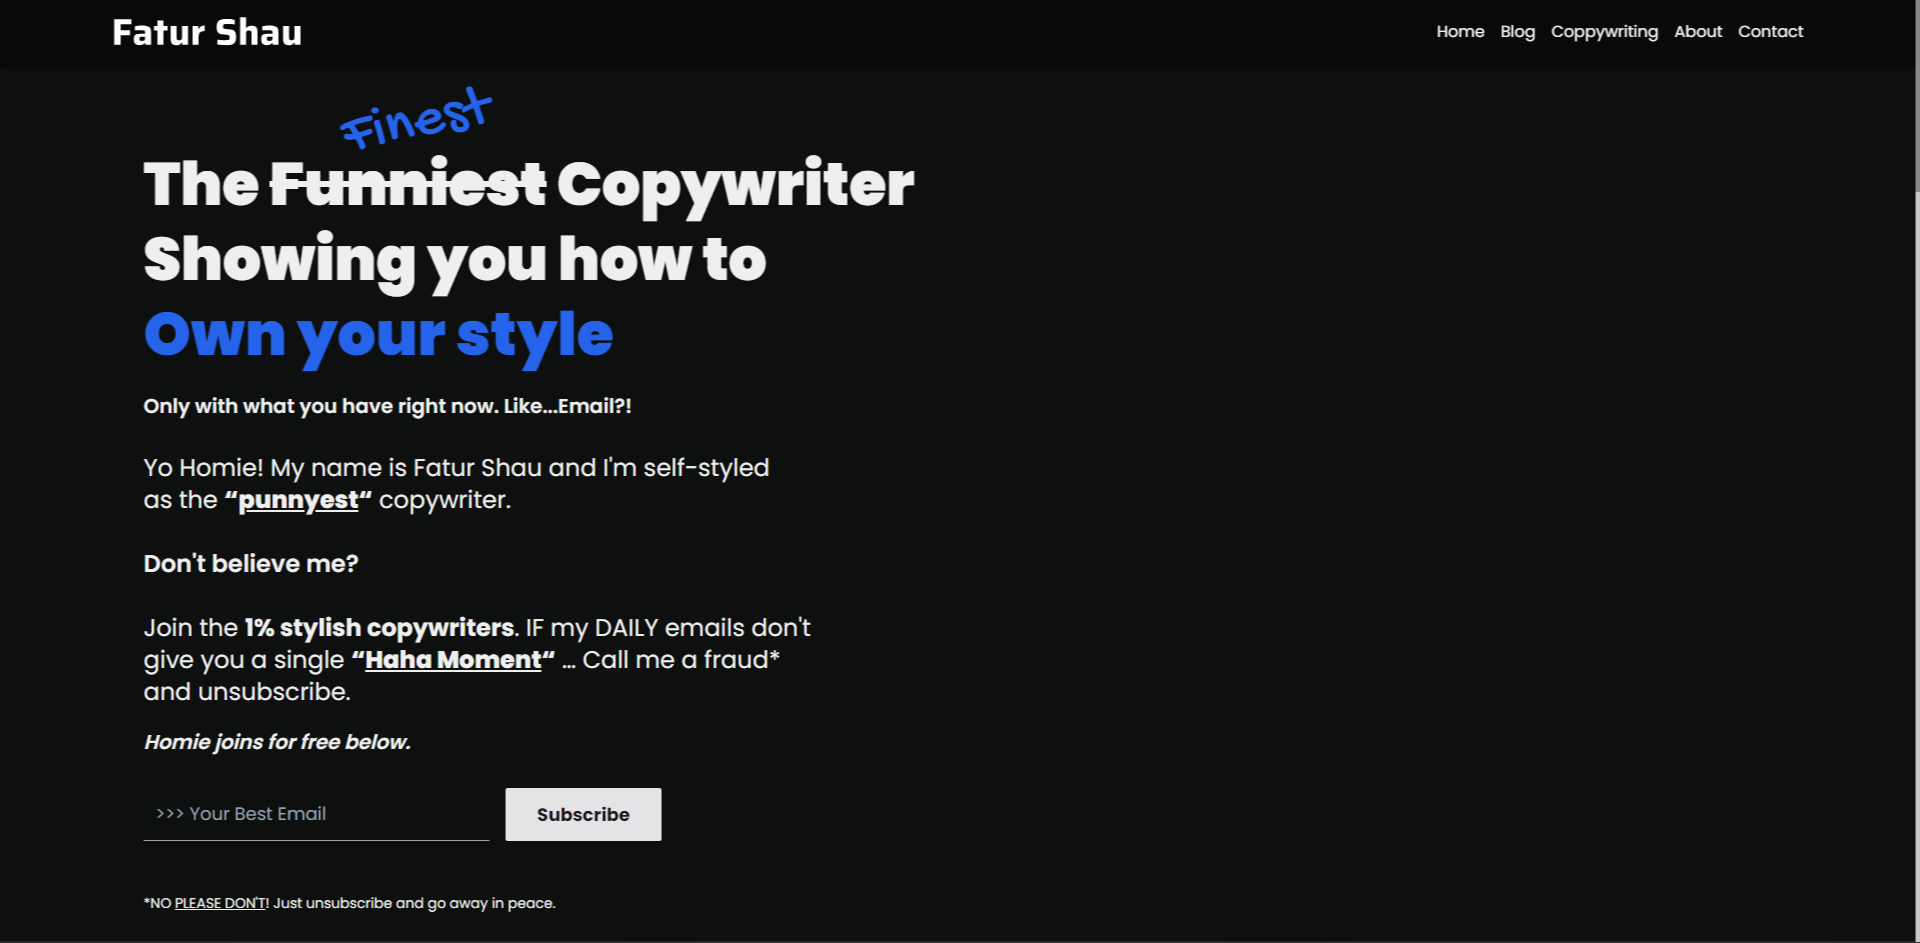 Fatur Shau
Home Blog Coppywriting About Contact
Finest
The Funniest Copywriter
Showing you how to
Own your style
Only with what you have right now. Like...Email?!
Yo Homie! My name is Fatur Shau and I'm self-styled
as the “punnyest“ copywriter.
Don't believe me?
Join the 1% stylish copywriters. IF my DAILY emails don't
give you a single “Haha Moment“ ... Call me a fraud*
and unsubscribe.
Homie joins for free below.
>>> Your Best Email
Subscribe
*NO PLEASE DON'T! Just unsubscribe and go away in peace.